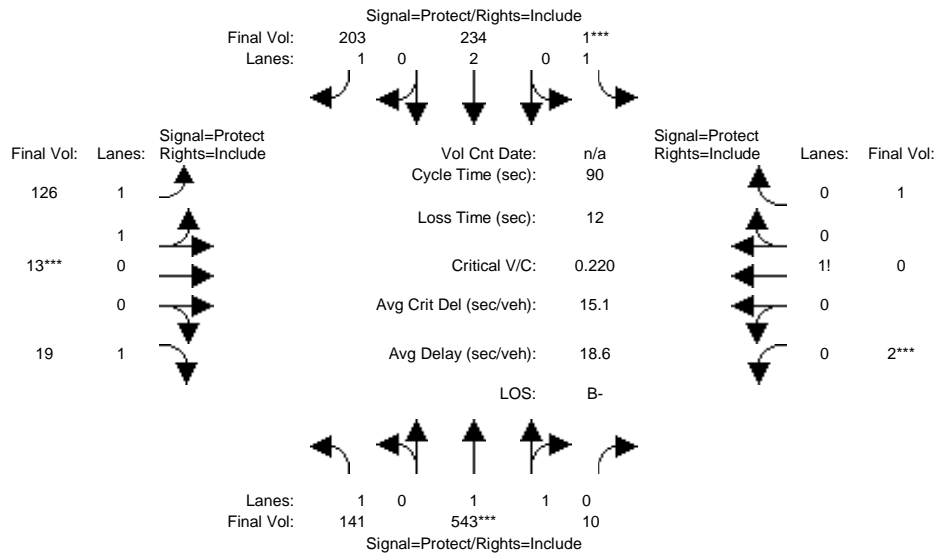 Signal=Protect/Rights=Include
Final Vol: 203 234 1***
Lanes: 1 0 2 0 1
Signal=Protect
Final Vol: Lanes: Rights=Include
Vol Cnt Date: n/a
Signal=Protect
Rights=Include Lanes: Final Vol:
Cycle Time (sec): 90
126 1
0 1
Loss Time (sec): 12
1
0
13*** 0
Critical V/C: 0.220
1! 0
0
Avg Crit Del (sec/veh): 15.1
0
19 1
Avg Delay (sec/veh): 18.6
0 2***
LOS: B-
Lanes: 1 0 1 1 0
Final Vol: 141 543*** 10
Signal=Protect/Rights=Include